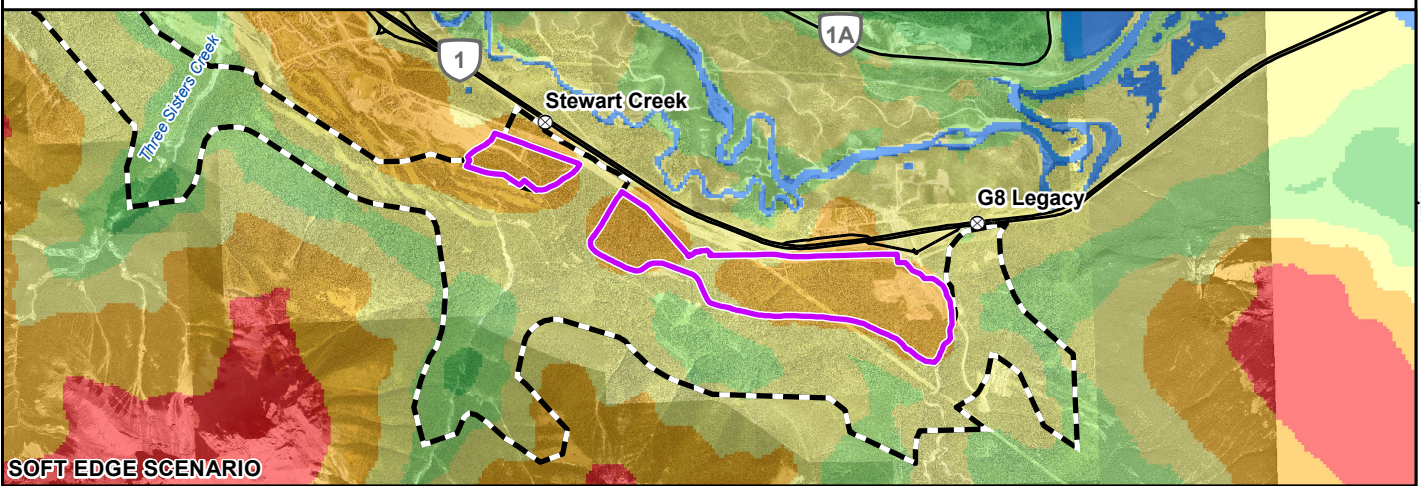 1A
1
Three Sisters Creek
Stewart Creek
G8 Legacy
SOFT EDGE SCENARIO